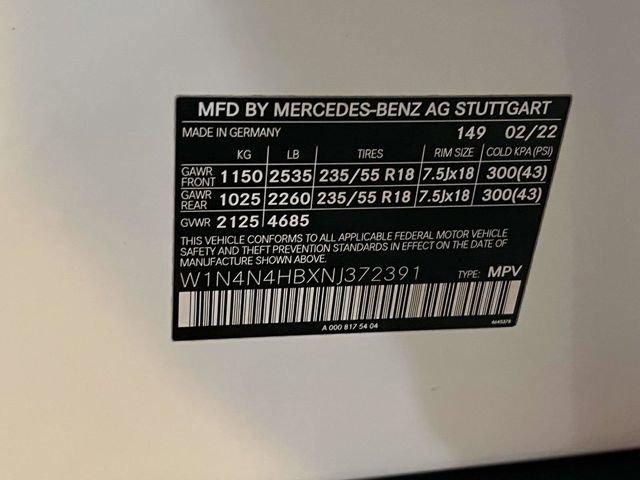 MFD BY MERCEDES-BENZ AG STUTTGART
MADE IN GERMANY 149 02/22
KG LB TIRES RIM SIZE COLD KPA (PSI)
GAWR FRONT 1150 2535 235/55 R18 7.5Jx18 300(43)
GAWR REAR 1025 2260 235/55 R18 7.5Jx18 300(43)
GVWR 2125 4685
THIS VEHICLE CONFORMS TO ALL APPLICABLE FEDERAL MOTOR VEHICLE
SAFETY AND THEFT PREVENTION STANDARDS IN EFFECT ON THE DATE OF
MANUFACTURE SHOWN ABOVE.
W1N4N4HBXNJ372391 TYPE: MPV
A 000 817 54 04